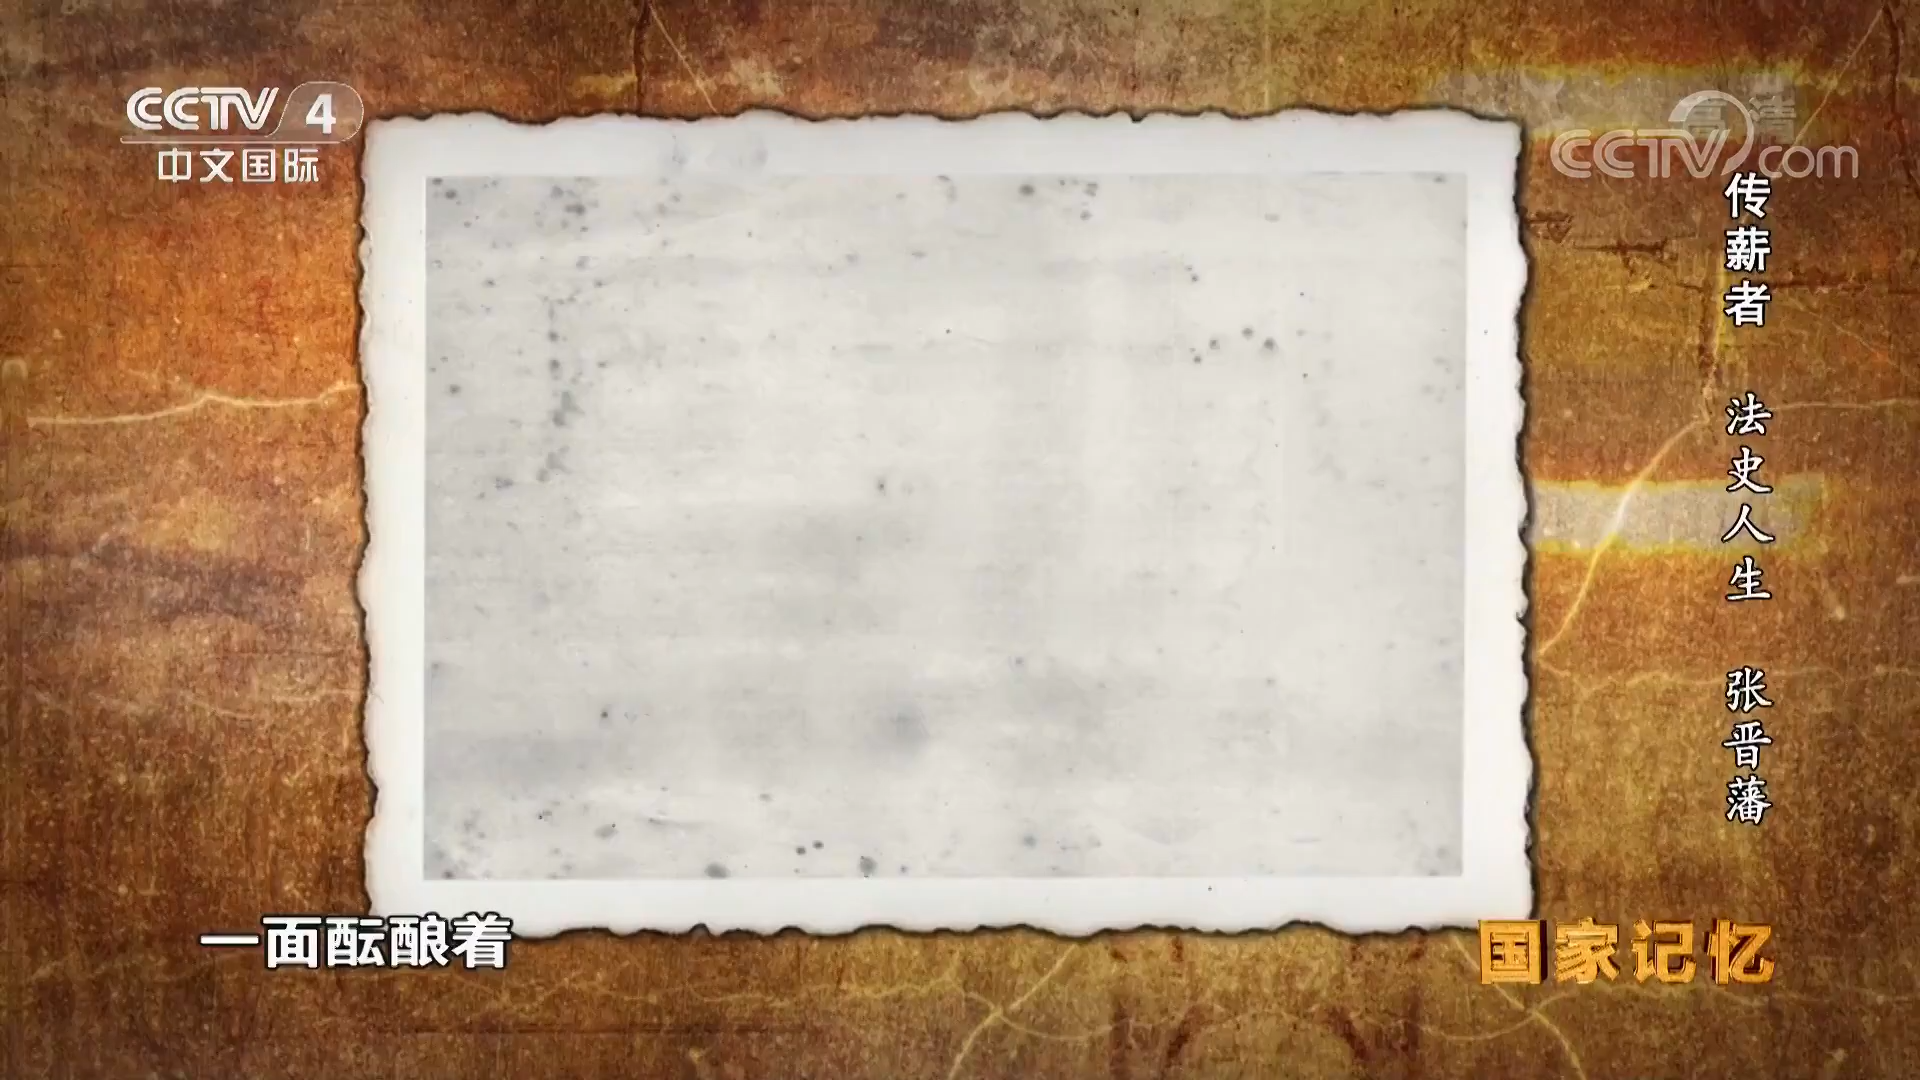 CCTV 4
中文国际
高清
CCTV.com
传薪者 法史人生 张晋藩
一面酝酿着
国家记忆